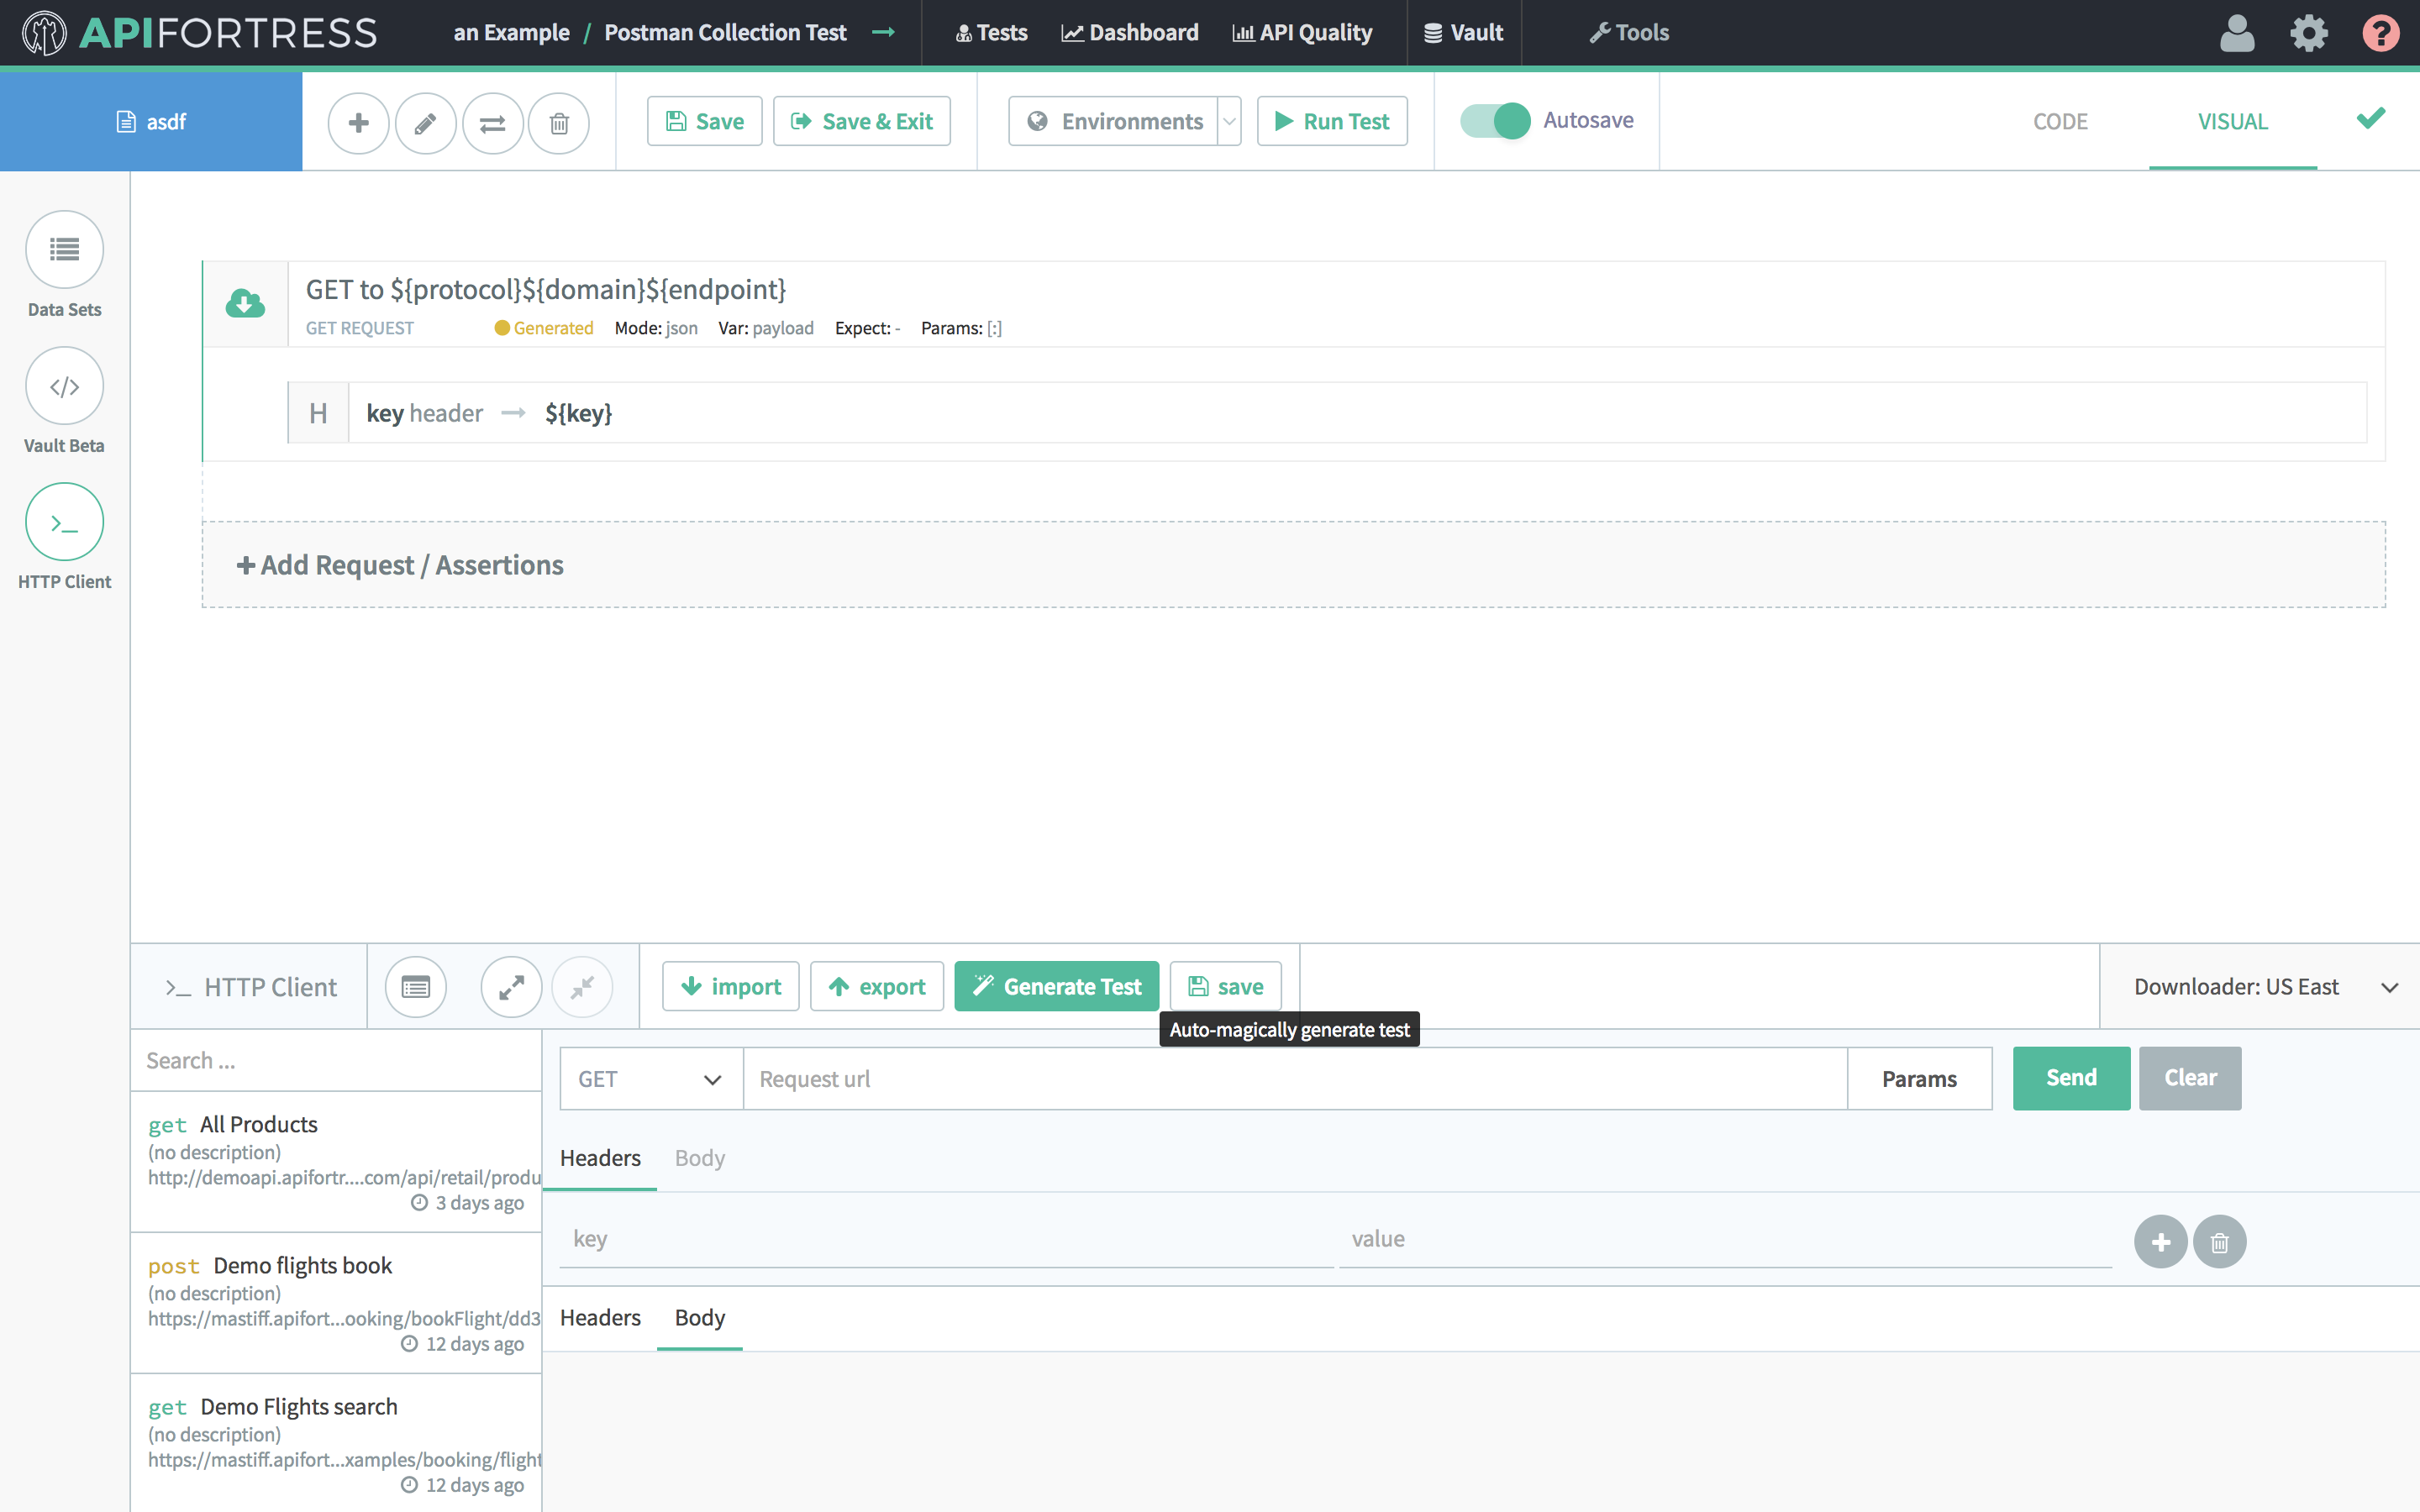 APIFORTRESS
an Example / Postman Collection Test →
Tests
Dashboard
API Quality
Vault
Tools
?
asdf
Save
Save & Exit
Environments
Run Test
Autosave
CODE
VISUAL
Data Sets
</>
Vault Beta
>_
HTTP Client
GET to ${protocol}${domain}${endpoint}
GET REQUEST
Generated
Mode: json
Var: payload
Expect: -
Params: [:]
H
key header → ${key}
+ Add Request / Assertions
>_ HTTP Client
import
export
Generate Test
save
Downloader: US East
Auto-magically generate test
Search ...
GET
Request url
Params
Send
Clear
get All Products
(no description)
http://demoapi.apifortr....com/api/retail/produ
3 days ago
post Demo flights book
(no description)
https://mastiff.apifort...ooking/bookFlight/dd3
12 days ago
get Demo Flights search
(no description)
https://mastiff.apifort...xamples/booking/flight
12 days ago
Headers
Body
key
value
Headers
Body